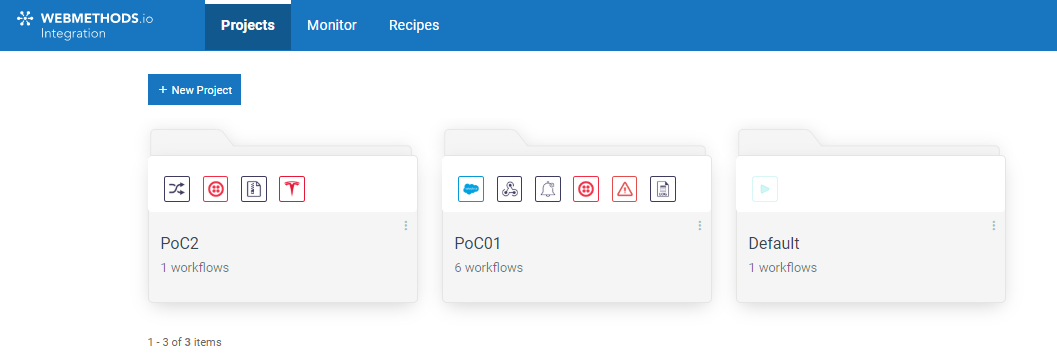 WEBMETHODS.io
Integration
Projects
Monitor
Recipes
+ New Project
PoC2
1 workflows
PoC01
6 workflows
Default
1 workflows
1 - 3 of 3 items